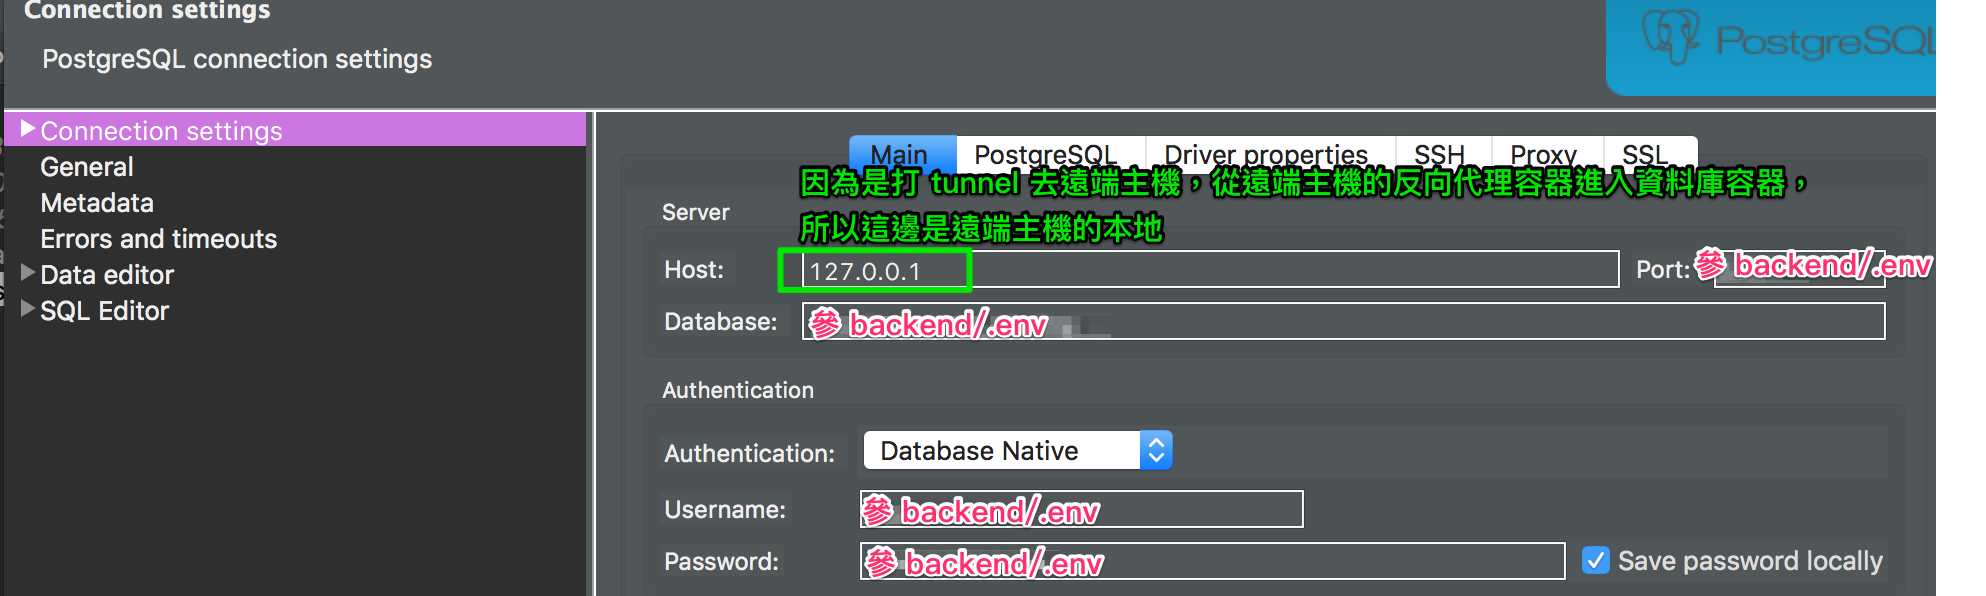 Connection settings
PostgreSQL connection settings
PostgreSQL
Connection settings
General
Metadata
Errors and timeouts
Data editor
SQL Editor
Main PostgreSQL Driver properties SSH Proxy SSL
因為是打 tunnel 去遠端主機，從遠端主機的反向代理容器進入資料庫容器，
所以這邊是遠端主機的本地
Server
Host: 127.0.0.1 Port: 參 backend/.env
Database: 參 backend/.env
Authentication
Authentication: Database Native
Username: 參 backend/.env
Password: 參 backend/.env Save password locally